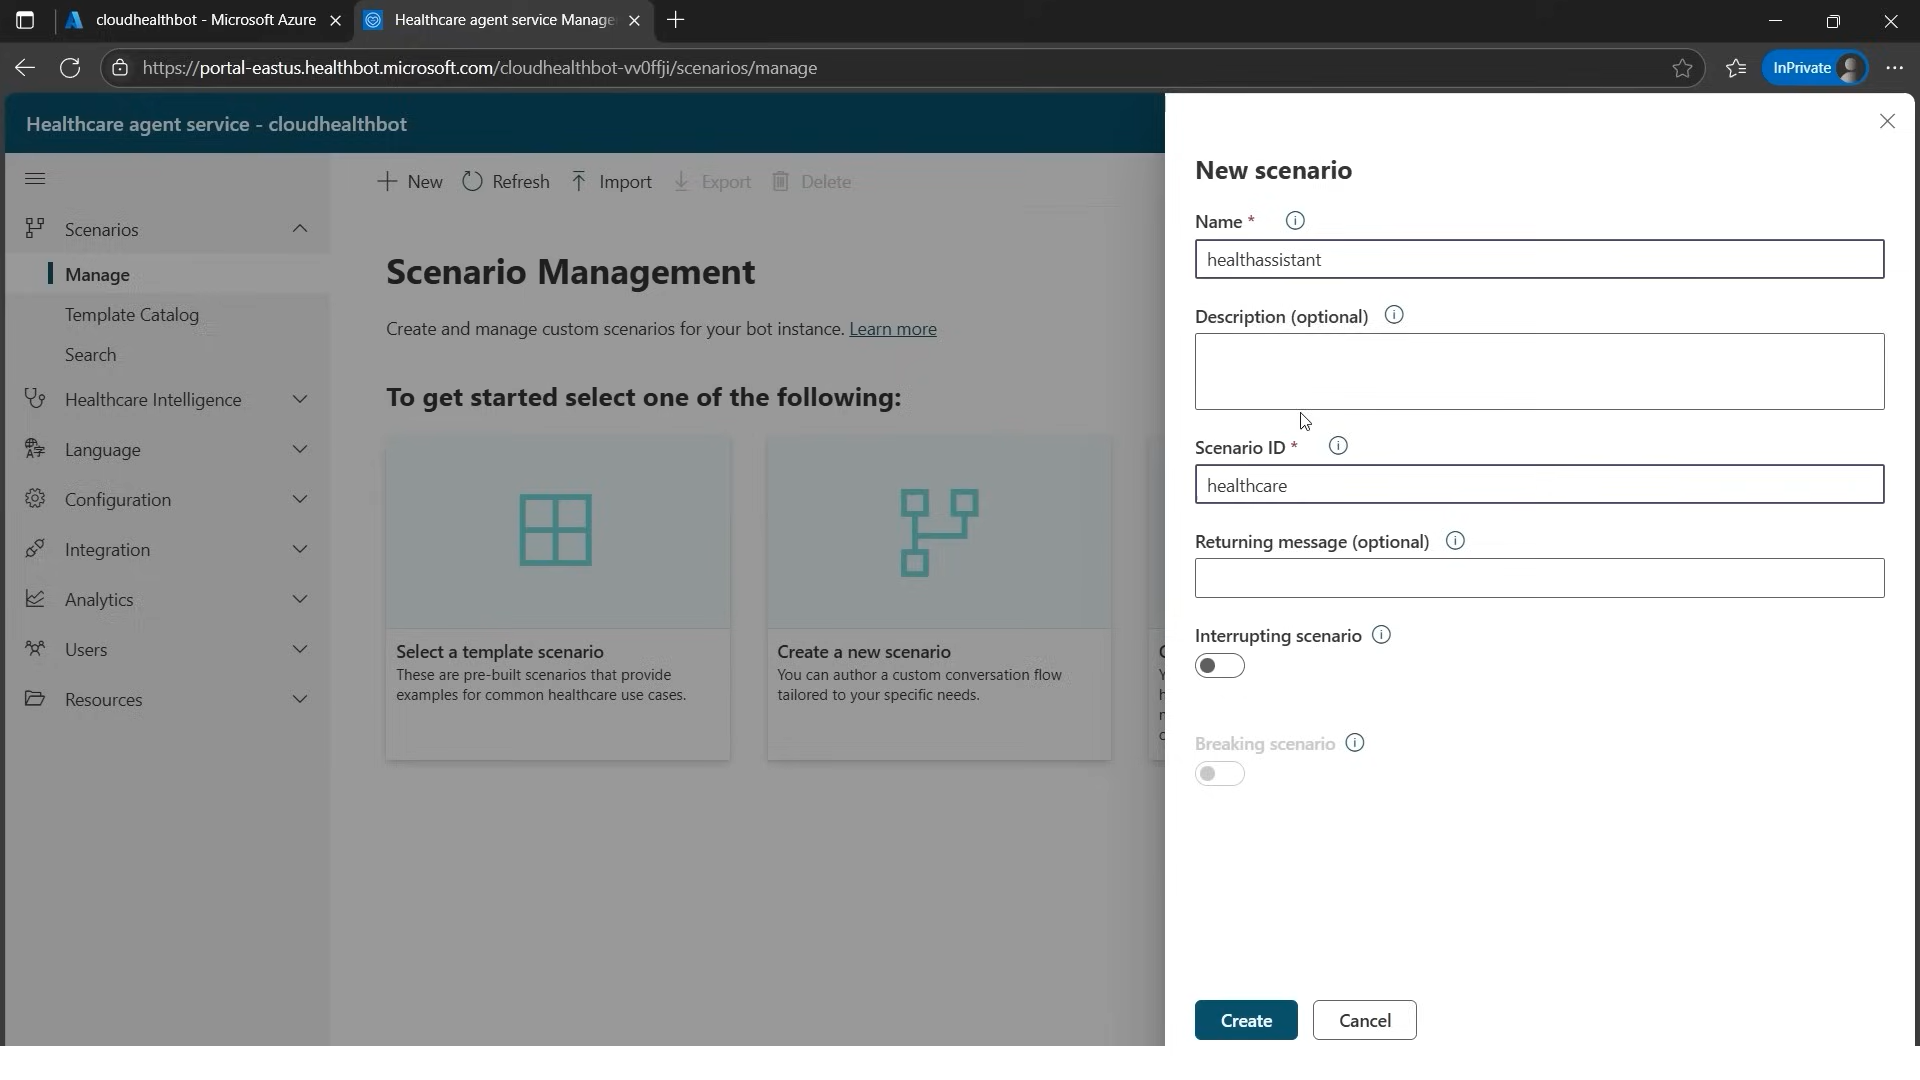 cloudhealthbot - Microsoft Azure
Healthcare agent service Manage
https://portal-eastus.healthbot.microsoft.com/cloudhealthbot-vv0ffji/scenarios/manage
InPrivate
Healthcare agent service - cloudhealthbot
New
Refresh
Import
Export
Delete
Scenarios
Manage
Template Catalog
Search
Healthcare Intelligence
Language
Configuration
Integration
Analytics
Users
Resources
Scenario Management
Create and manage custom scenarios for your bot instance. Learn more
To get started select one of the following:
Select a template scenario
These are pre-built scenarios that provide
examples for common healthcare use cases.
Create a new scenario
You can author a custom conversation flow
tailored to your specific needs.
New scenario
Name *
healthassistant
Description (optional)
Scenario ID *
healthcare
Returning message (optional)
Interrupting scenario
Breaking scenario
Create
Cancel